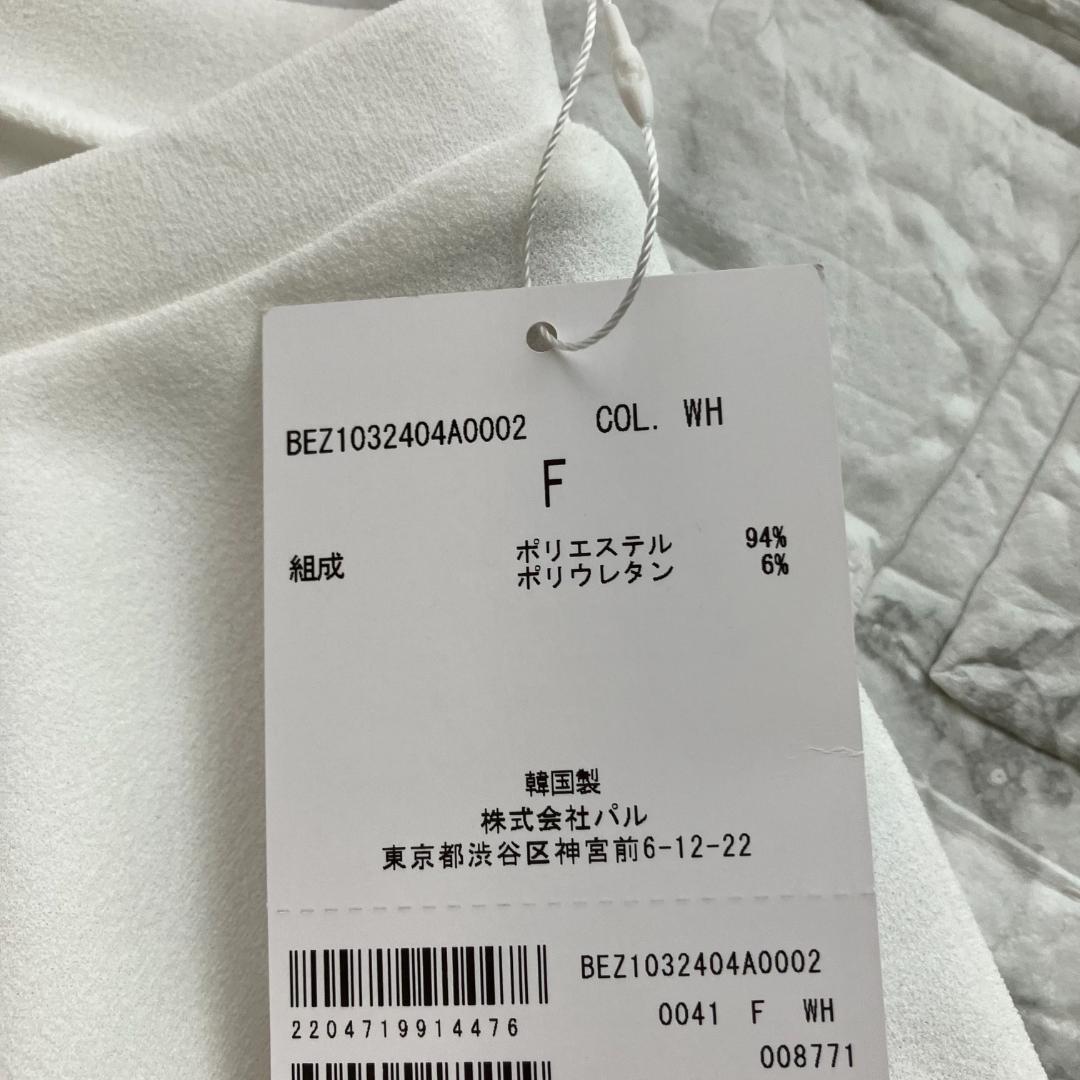 BEZ1032404A0002 COL. WH
F
組成 ポリエステル 94%
ポリウレタン 6%
韓国製
株式会社パル
東京都渋谷区神宮前6-12-22
BEZ1032404A0002
0041 F WH
2204719914476
008771